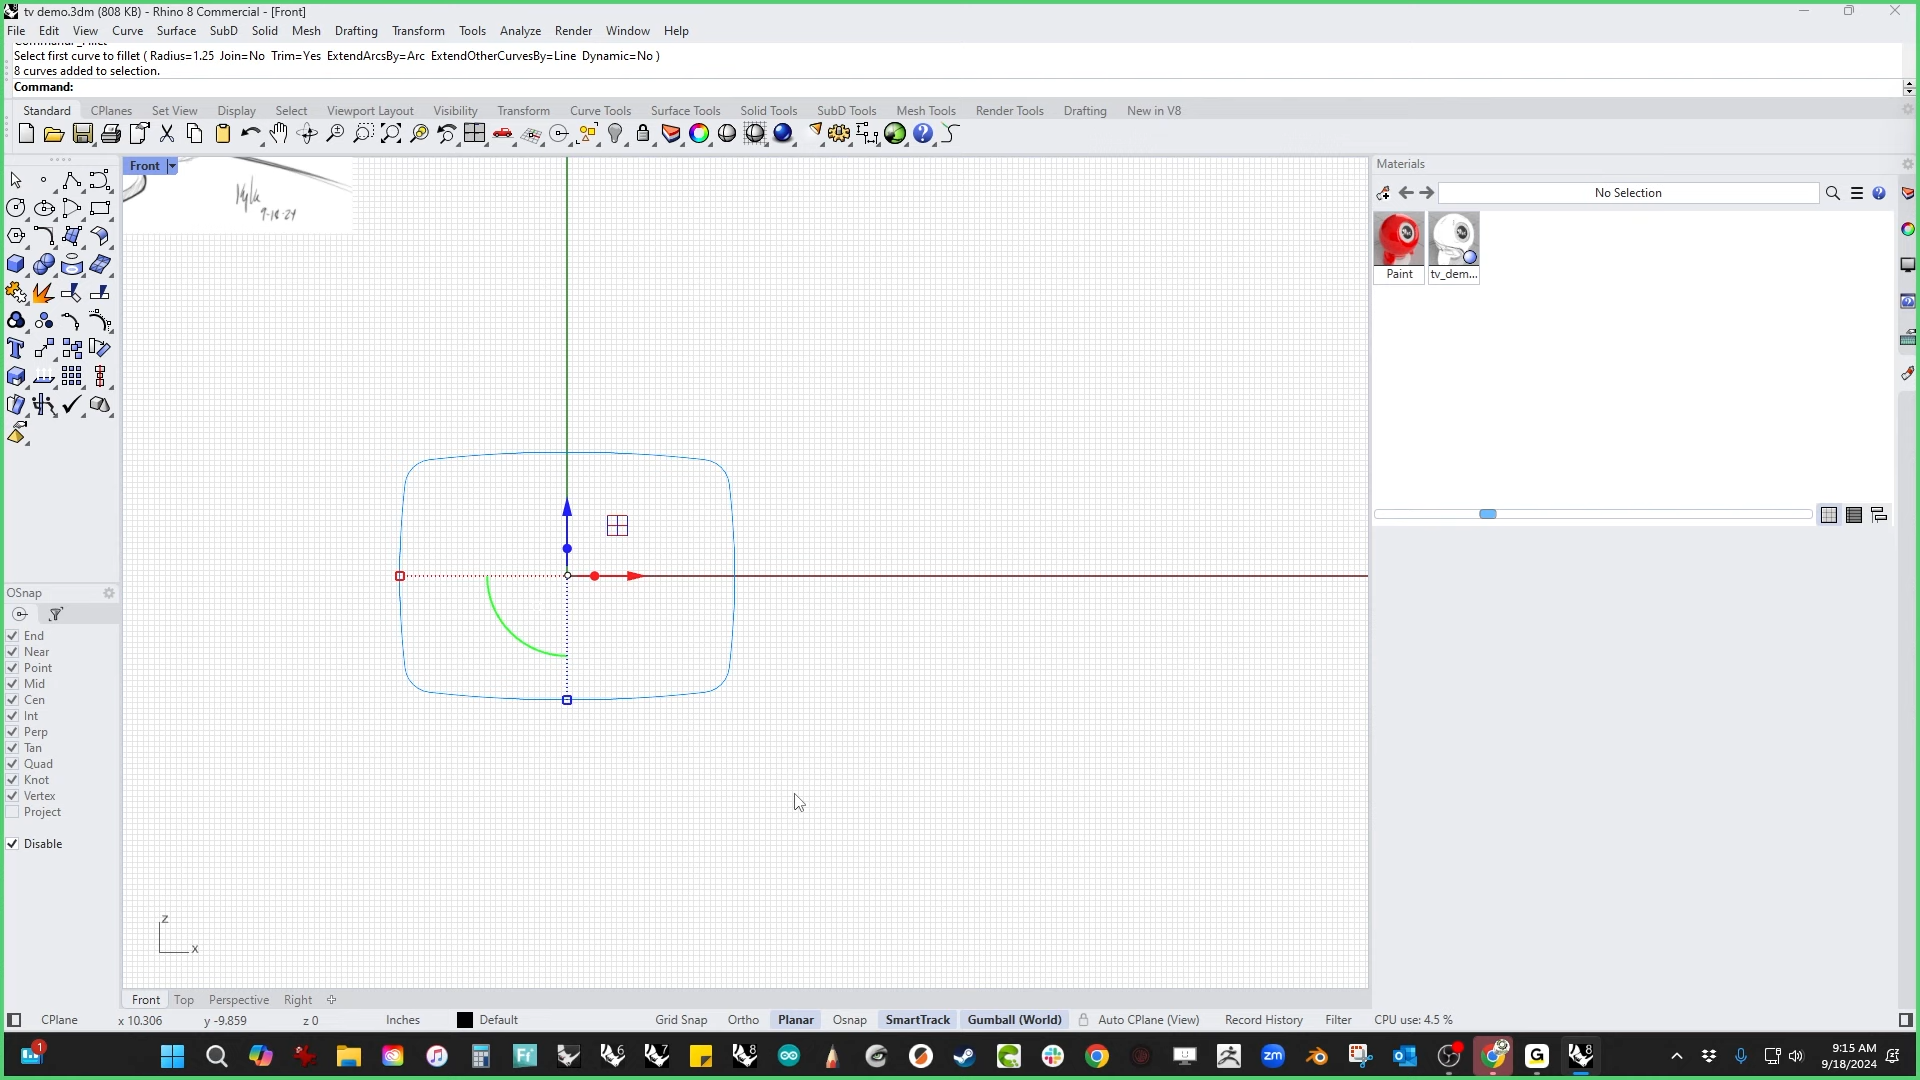 tv demo.3dm (808 KB) - Rhino 8 Commercial - [Front]
File Edit View Curve Surface SubD Solid Mesh Drafting Transform Tools Analyze Render Window Help
Select first curve to fillet ( Radius=1.25 Join=No Trim=Yes ExtendArcsBy=Arc ExtendOtherCurvesBy=Line Dynamic=No )
8 curves added to selection.
Command:
Standard CPlanes Set View Display Select Viewport Layout Visibility Transform Curve Tools Surface Tools Solid Tools SubD Tools Mesh Tools Render Tools Drafting New in V8
Front
9-18-24
Materials
No Selection
Paint
tv_dem...
OSnap
End
Near
Point
Mid
Cen
Int
Perp
Tan
Quad
Knot
Vertex
Project
Disable
z
x
Front Top Perspective Right
CPlane x 10.306 y -9.859 z 0 Inches Default Grid Snap Ortho Planar Osnap SmartTrack Gumball (World) Auto CPlane (View) Record History Filter CPU use: 4.5 %
9:15 AM
9/18/2024